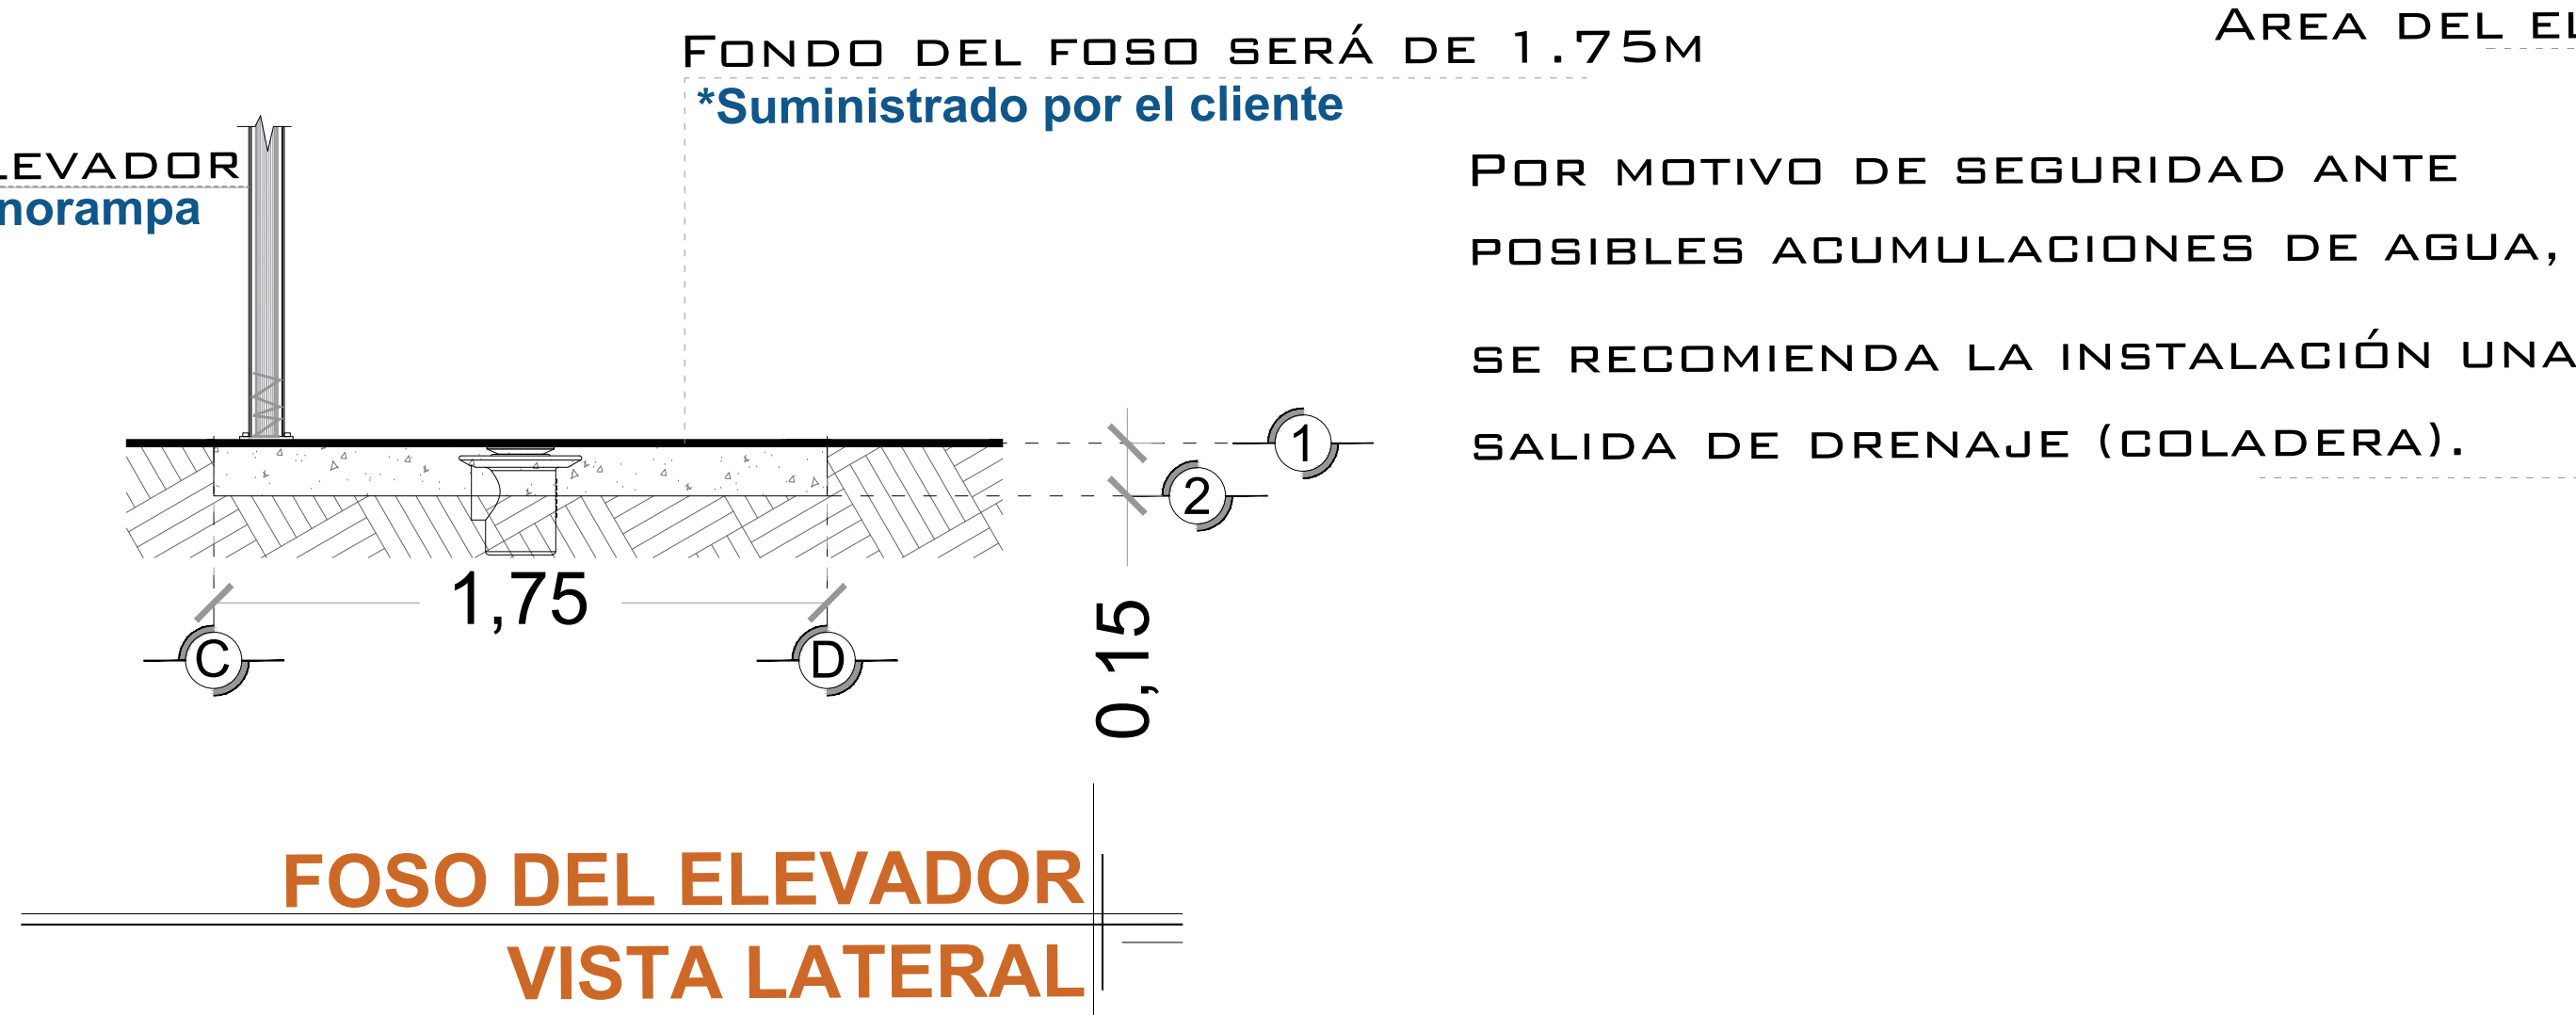 FONDO DEL FOSO SERÁ DE 1.75M
*Suministrado por el cliente
AREA DEL
LEVADOR
norampa
POR MOTIVO DE SEGURIDAD ANTE
POSIBLES ACUMULACIONES DE AGUA,
SE RECOMIENDA LA INSTALACIÓN UNA
SALIDA DE DRENAJE (COLADERA).
1
2
1,75
0,15
C
D
FOSO DEL ELEVADOR
VISTA LATERAL